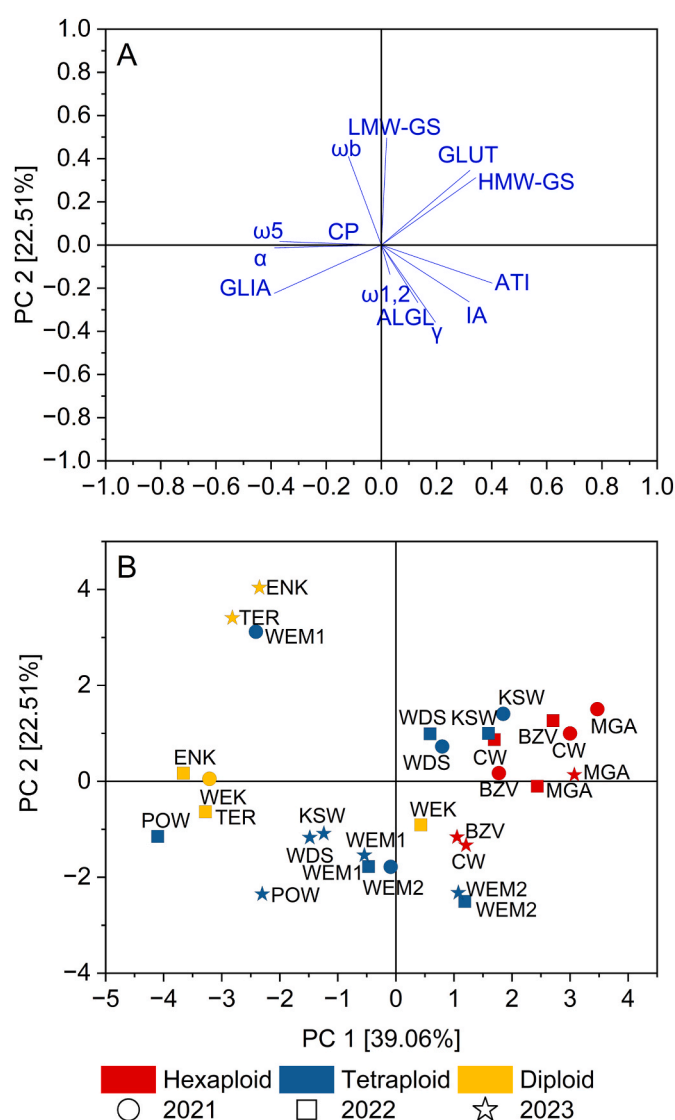 A
1.0
0.8
0.6
0.4
0.2
0.0
−0.2
−0.4
−0.6
−0.8
−1.0
PC 2 [22.51%]
LMW-GS
ωb
GLUT
HMW-GS
ω5
CP
α
GLIA
ω1,2
ATI
ALGL
IA
γ
−1.0 −0.8 −0.6 −0.4 −0.2 0.0 0.2 0.4 0.6 0.8 1.0
B
4
2
0
−2
−4
PC 2 [22.51%]
ENK
TER
WEM1
KSW
WDS
KSW
MGA
BZV
WDS
CW
CW
ENK
BZV
MGA
MGA
WEK
TER
POW
KSW
WEK
BZV
WDS
WEM1
CW
WEM1
WEM2
POW
WEM2
WEM2
−5 −4 −3 −2 −1 0 1 2 3 4
PC 1 [39.06%]
Hexaploid Tetraploid Diploid
2021 2022 2023